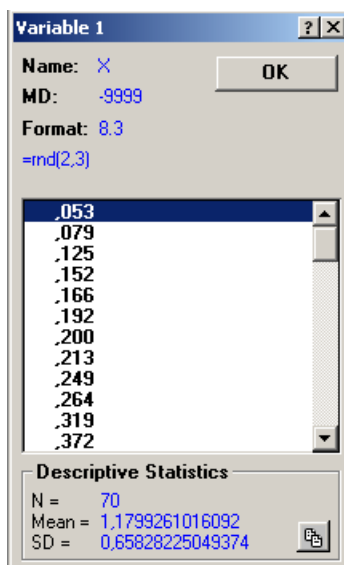 Variable 1 ? X
Name: X
OK
MD: -9999
Format: 8.3
=rnd(2,3)
,053
,079
,125
,152
,166
,192
,200
,213
,249
,264
,319
,372
Descriptive Statistics
N = 70
Mean = 1,1799261016092
SD = 0,65828225049374